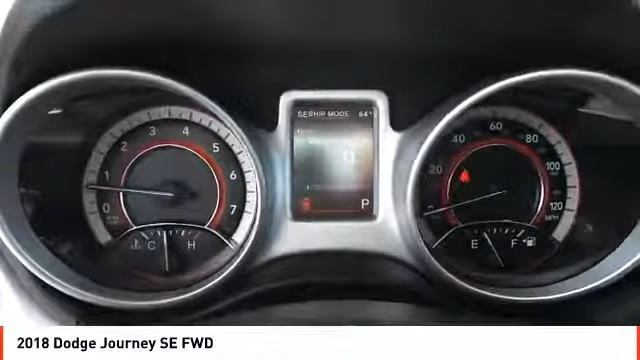 SESHIP MODE 64°
0 1 2 3 4 5 6 7
C H
P
20 40 60 80 100 120
MPH
E F
2018 Dodge Journey SE FWD